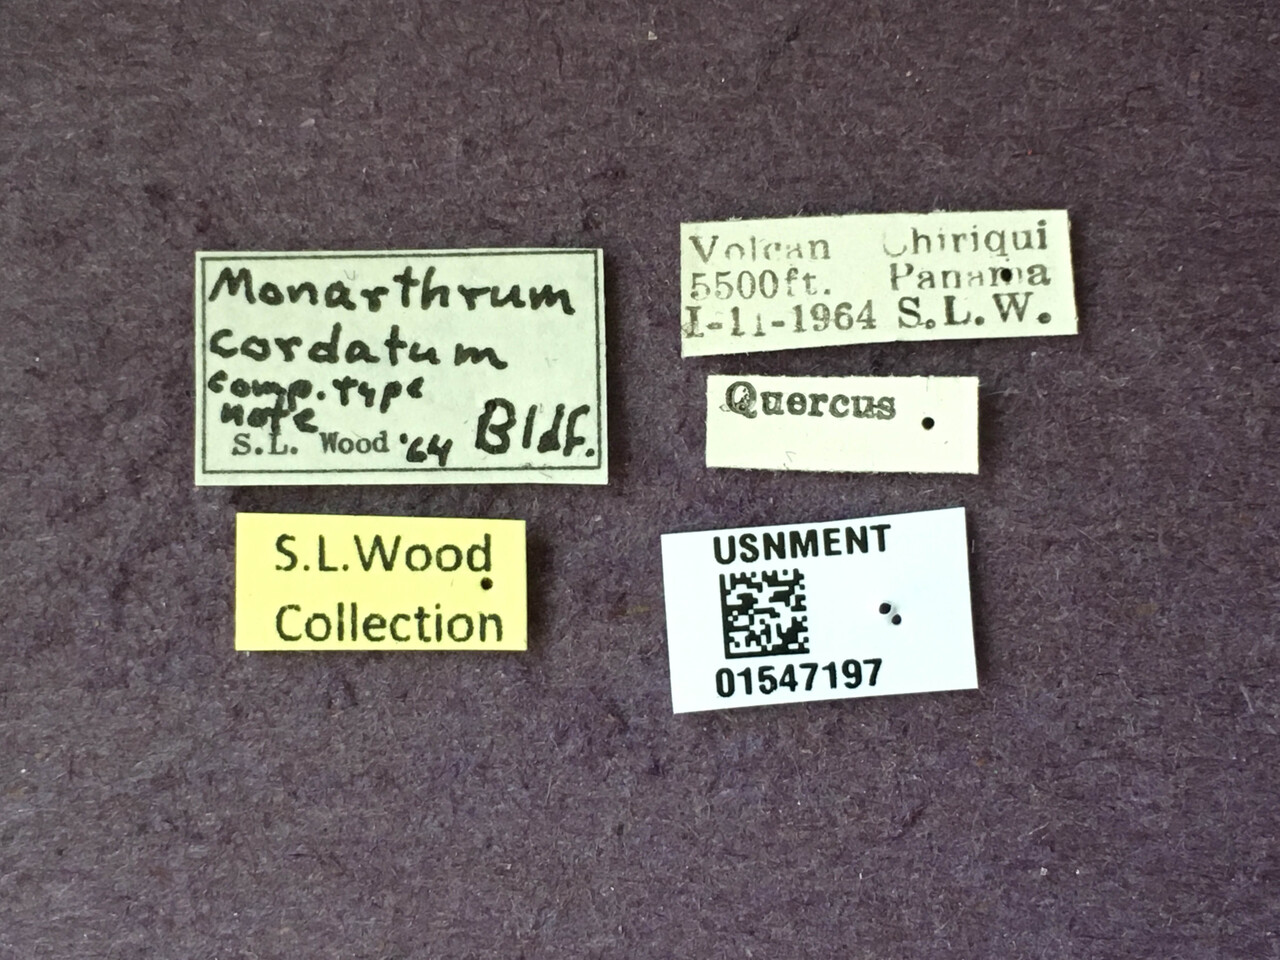 Monarthrum
cordatum
comp. type
note
S.L. Wood '64 Bldf.
Volcan Chiriqui
5500ft. Panama
I-11-1964 S.L.W.
Quercus
S.L.Wood
Collection
USNMENT
01547197